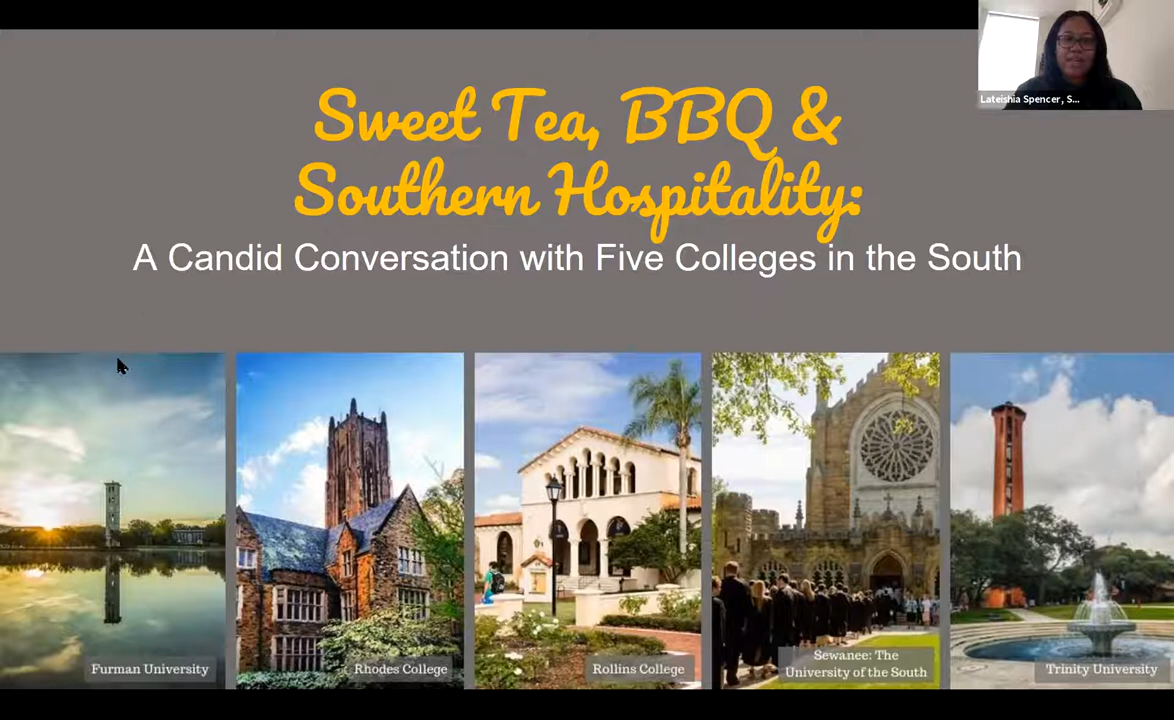 Lateishia Spencer, S...
Sweet Tea, BBQ &
Southern Hospitality:
A Candid Conversation with Five Colleges in the South
Furman University
Rhodes College
Rollins College
Sewanee: The
University of the South
Trinity University